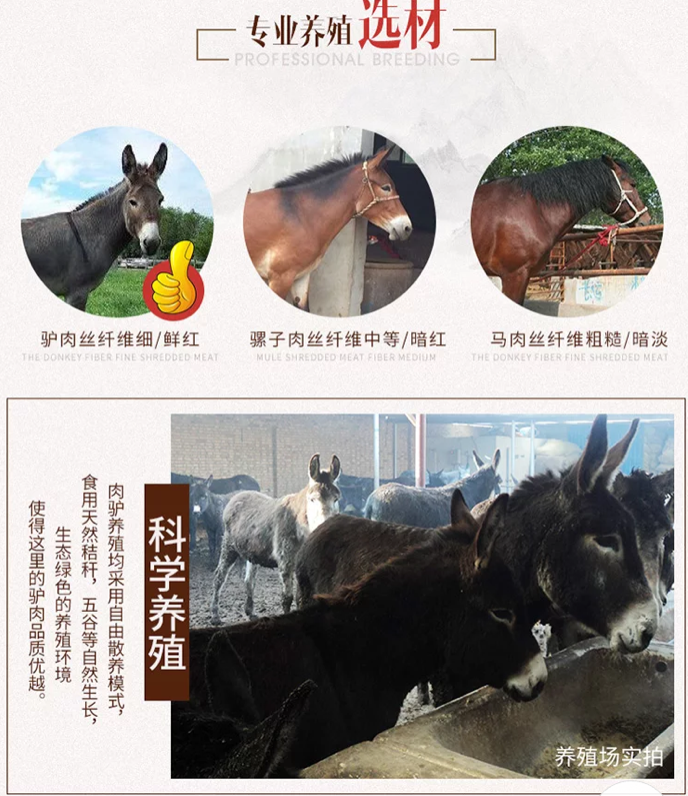 专业养殖选材
PROFESSIONAL BREEDING
驴肉丝纤维细/鲜红
THE DONKEY FIBER FINE SHREDDED MEAT
骡子肉丝纤维中等/暗红
MULE SHREDDED MEAT FIBER MEDIUM
马肉丝纤维粗糙/暗淡
THE DONKEY FIBER FINE SHREDDED MEAT
科学养殖
肉驴养殖均采用自由散养模式，
食用天然秸秆，五谷等自然生长，
生态绿色的养殖环境
使得这里的驴肉品质优越。
养殖场实拍